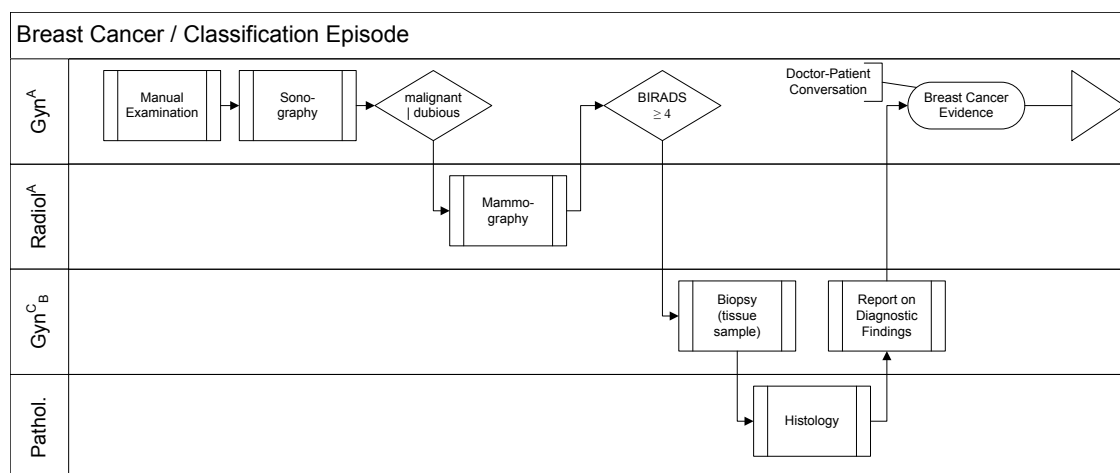 Breast Cancer / Classification Episode
Gyn^A
Manual
Examination
Sono-
graphy
malignant
| dubious
BIRADS
≥ 4
Doctor-Patient
Conversation
Breast Cancer
Evidence
Radiol^A
Mammo-
graphy
Gyn^C_B
Biopsy
(tissue
sample)
Report on
Diagnostic
Findings
Pathol.
Histology